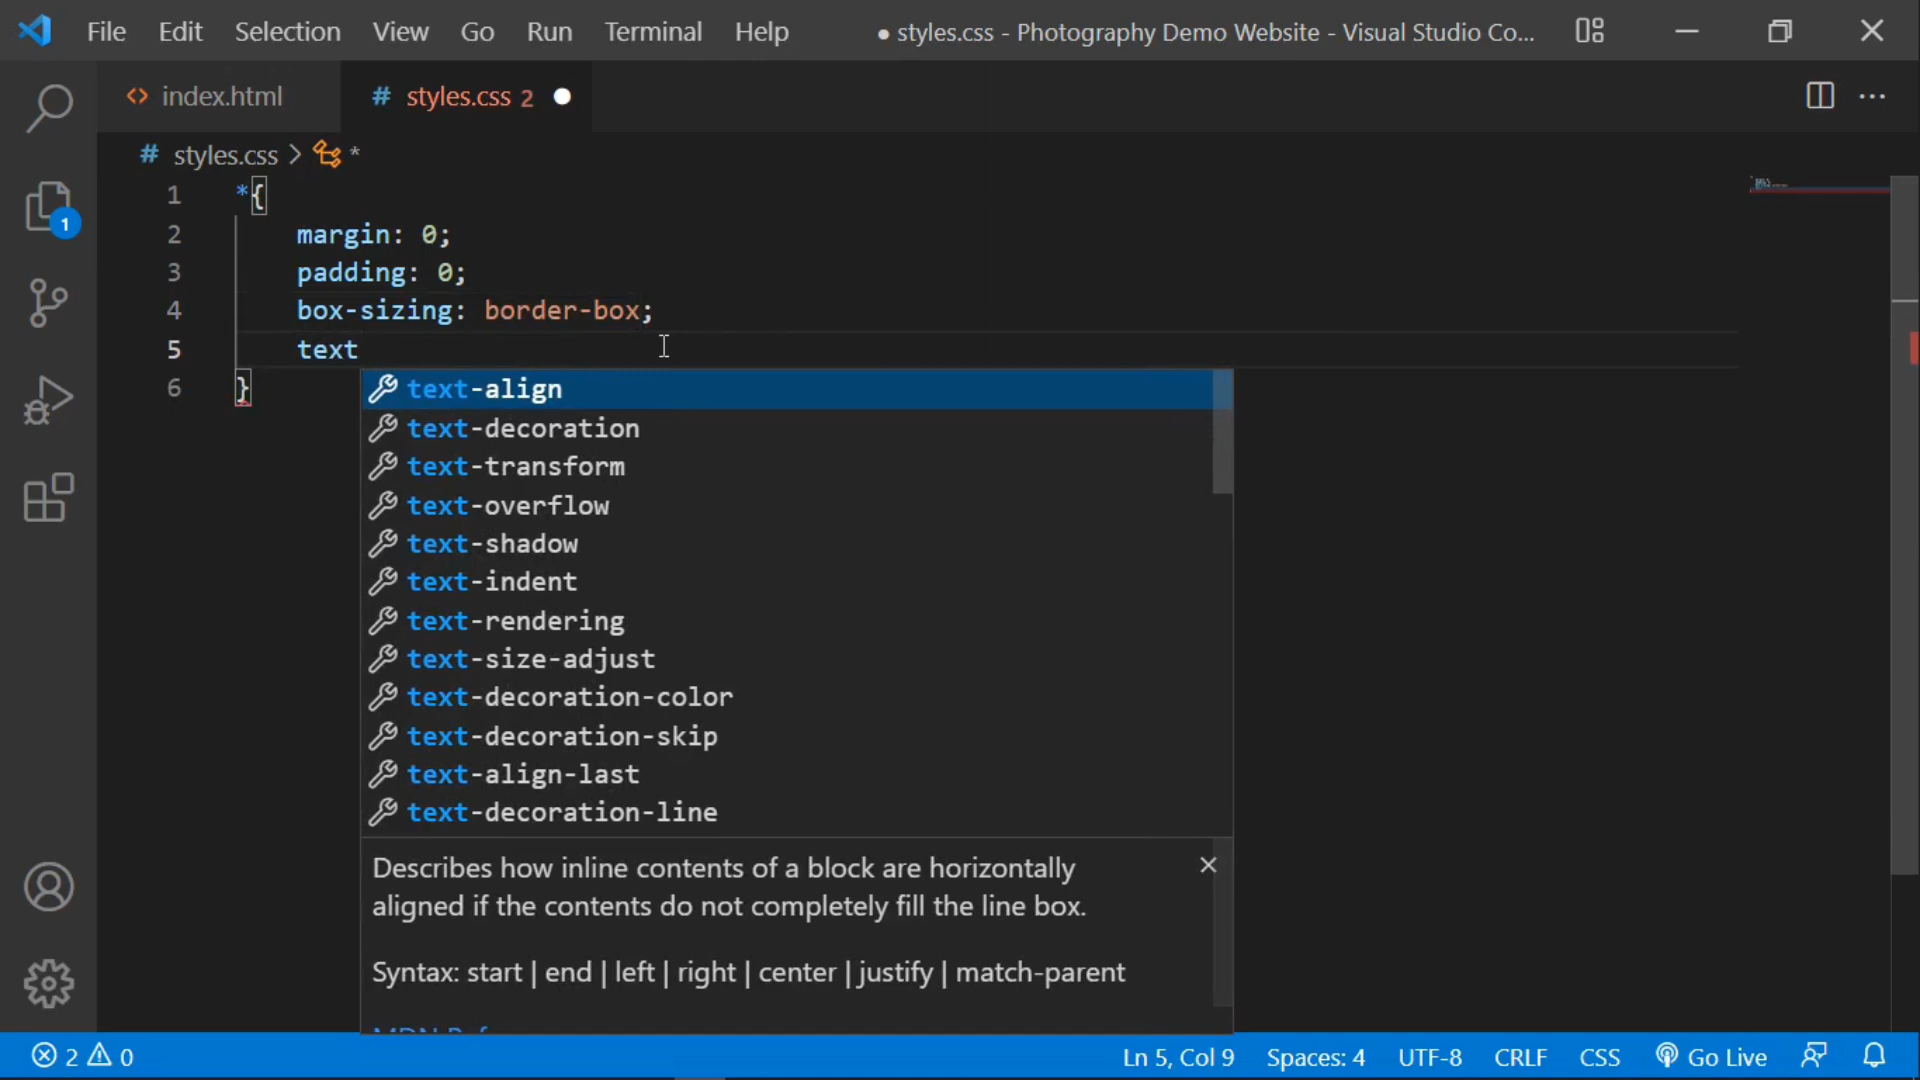 File Edit Selection View Go Run Terminal Help ● styles.css - Photography Demo Website - Visual Studio Co...
<> index.html # styles.css 2 ●
# styles.css > *
1 *{
2 margin: 0;
3 padding: 0;
4 box-sizing: border-box;
5 text
6 }
text-align
text-decoration
text-transform
text-overflow
text-shadow
text-indent
text-rendering
text-size-adjust
text-decoration-color
text-decoration-skip
text-align-last
text-decoration-line
Describes how inline contents of a block are horizontally
aligned if the contents do not completely fill the line box.
Syntax: start | end | left | right | center | justify | match-parent
1
2 0 Ln 5, Col 9 Spaces: 4 UTF-8 CRLF CSS Go Live